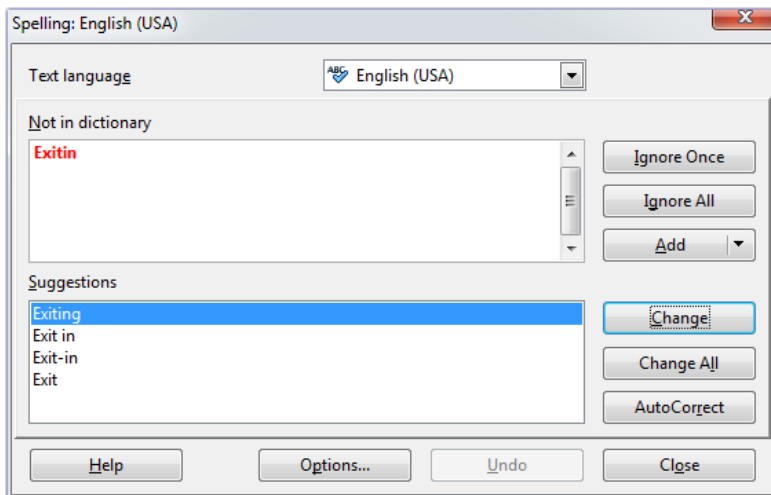 Spelling: English (USA)
Text language
ABC English (USA)
Not in dictionary
Exitin
Ignore Once
Ignore All
Add
Suggestions
Exiting
Exit in
Exit-in
Exit
Change
Change All
AutoCorrect
Help
Options...
Undo
Close